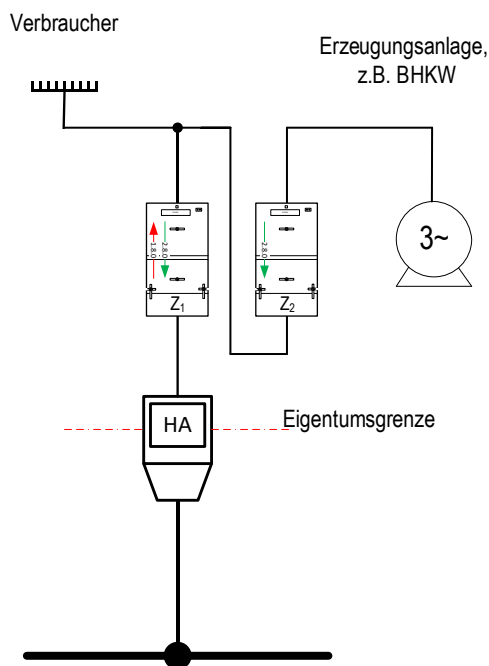 Verbraucher
Erzeugungsanlage,
z.B. BHKW
1.8.0
2.8.0
2.8.0
3~
Z₁
Z₂
HA
Eigentumsgrenze